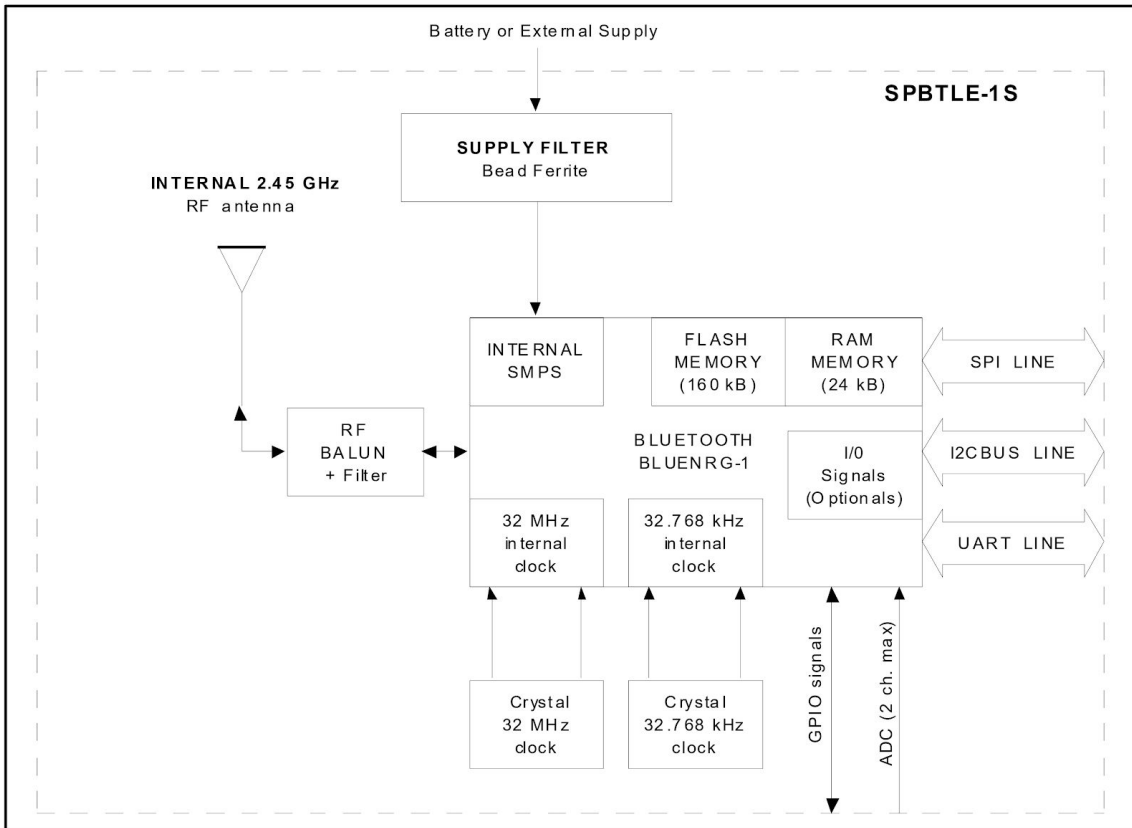 Battery or External Supply
SPBTLE-1S
SUPPLY FILTER
Bead Ferrite
INTERNAL 2.45 GHz
RF antenna
INTERNAL
SMPS
FLASH
MEMORY
(160 kB)
RAM
MEMORY
(24 kB)
SPI LINE
RF
BALUN
+ Filter
BLUETOOTH
BLUENRG-1
I/0
Signals
(Optionals)
I2CBUS LINE
32 MHz
internal
clock
32.768 kHz
internal
clock
UART LINE
Crystal
32 MHz
clock
Crystal
32.768 kHz
clock
GPIO signals
ADC (2 ch. max)